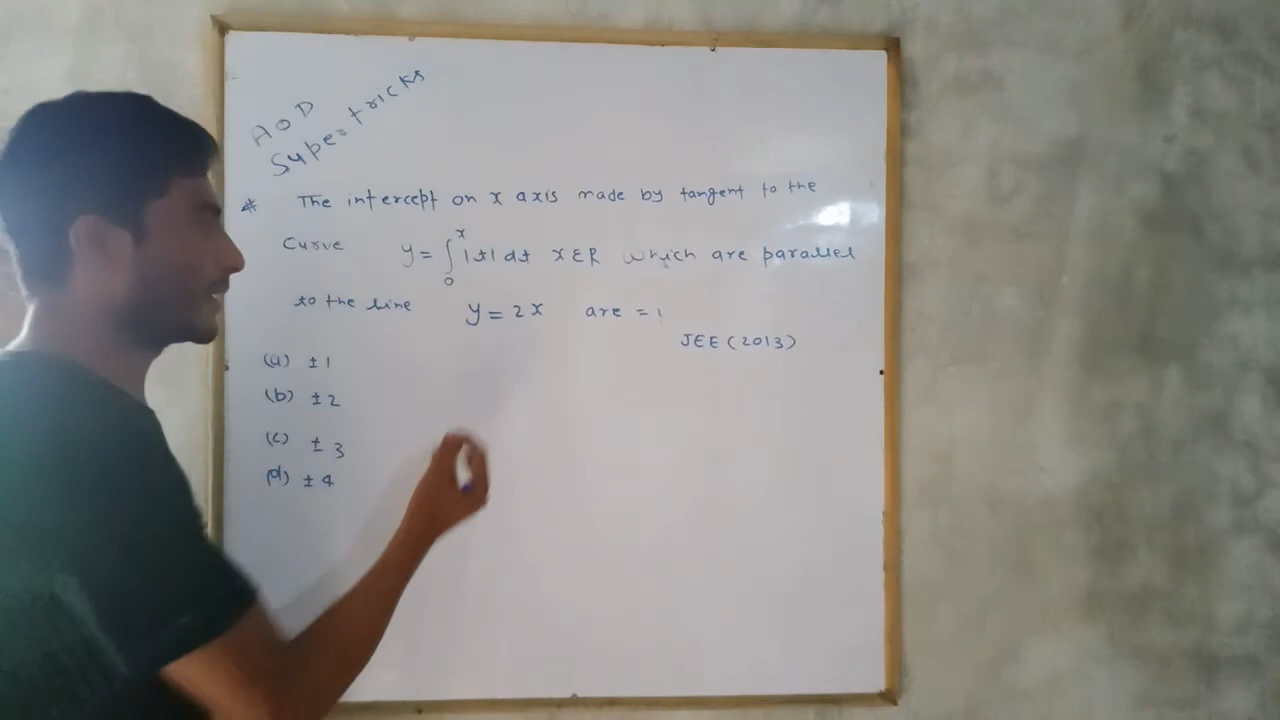 AOD
Super tricks
* The intercept on x axis made by tangent to the
Curve y = ∫₀ˣ |t| dt x ∈ R which are parallel
to the line y = 2x are = !
JEE (2013)
(a) ± 1
(b) ± 2
(c) ± 3
(d) ± 4